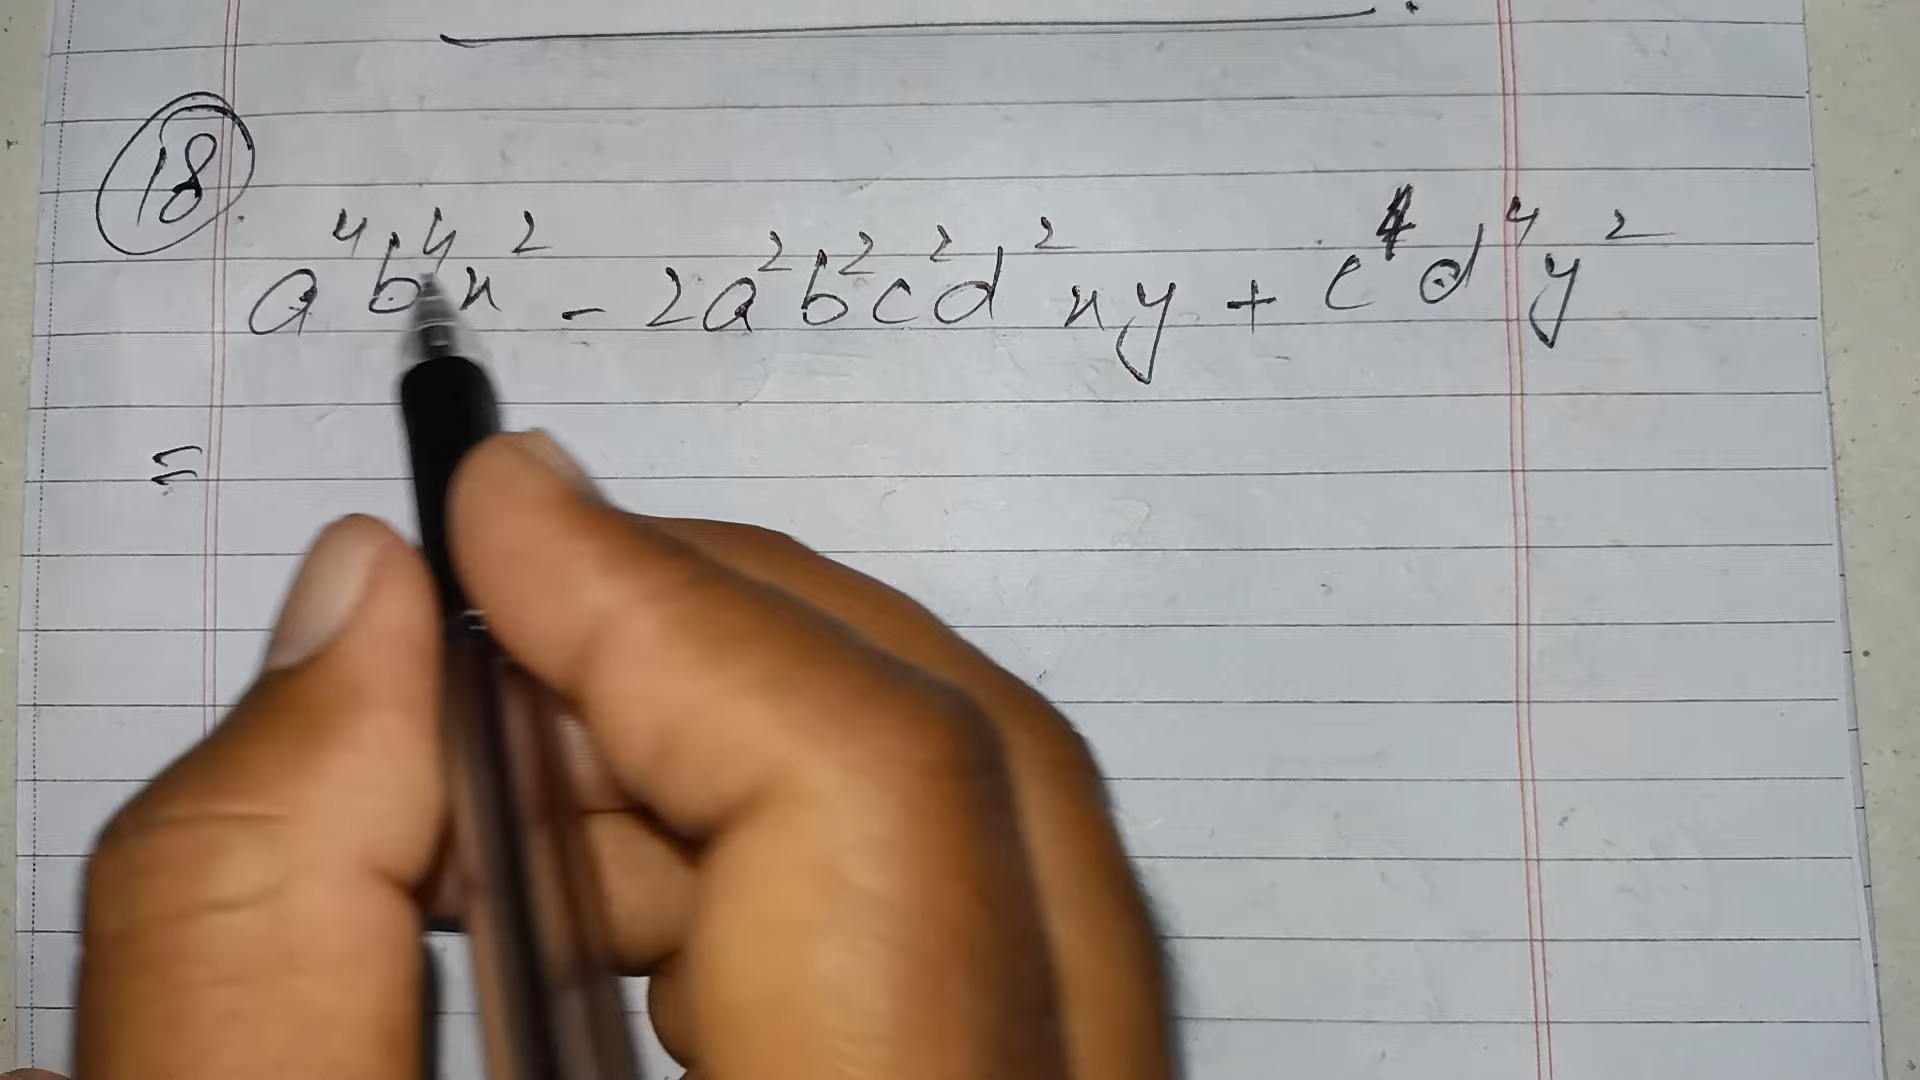 18.
a⁴b⁴x² - 2a²b²c²d²xy + c⁴d⁴y²
=